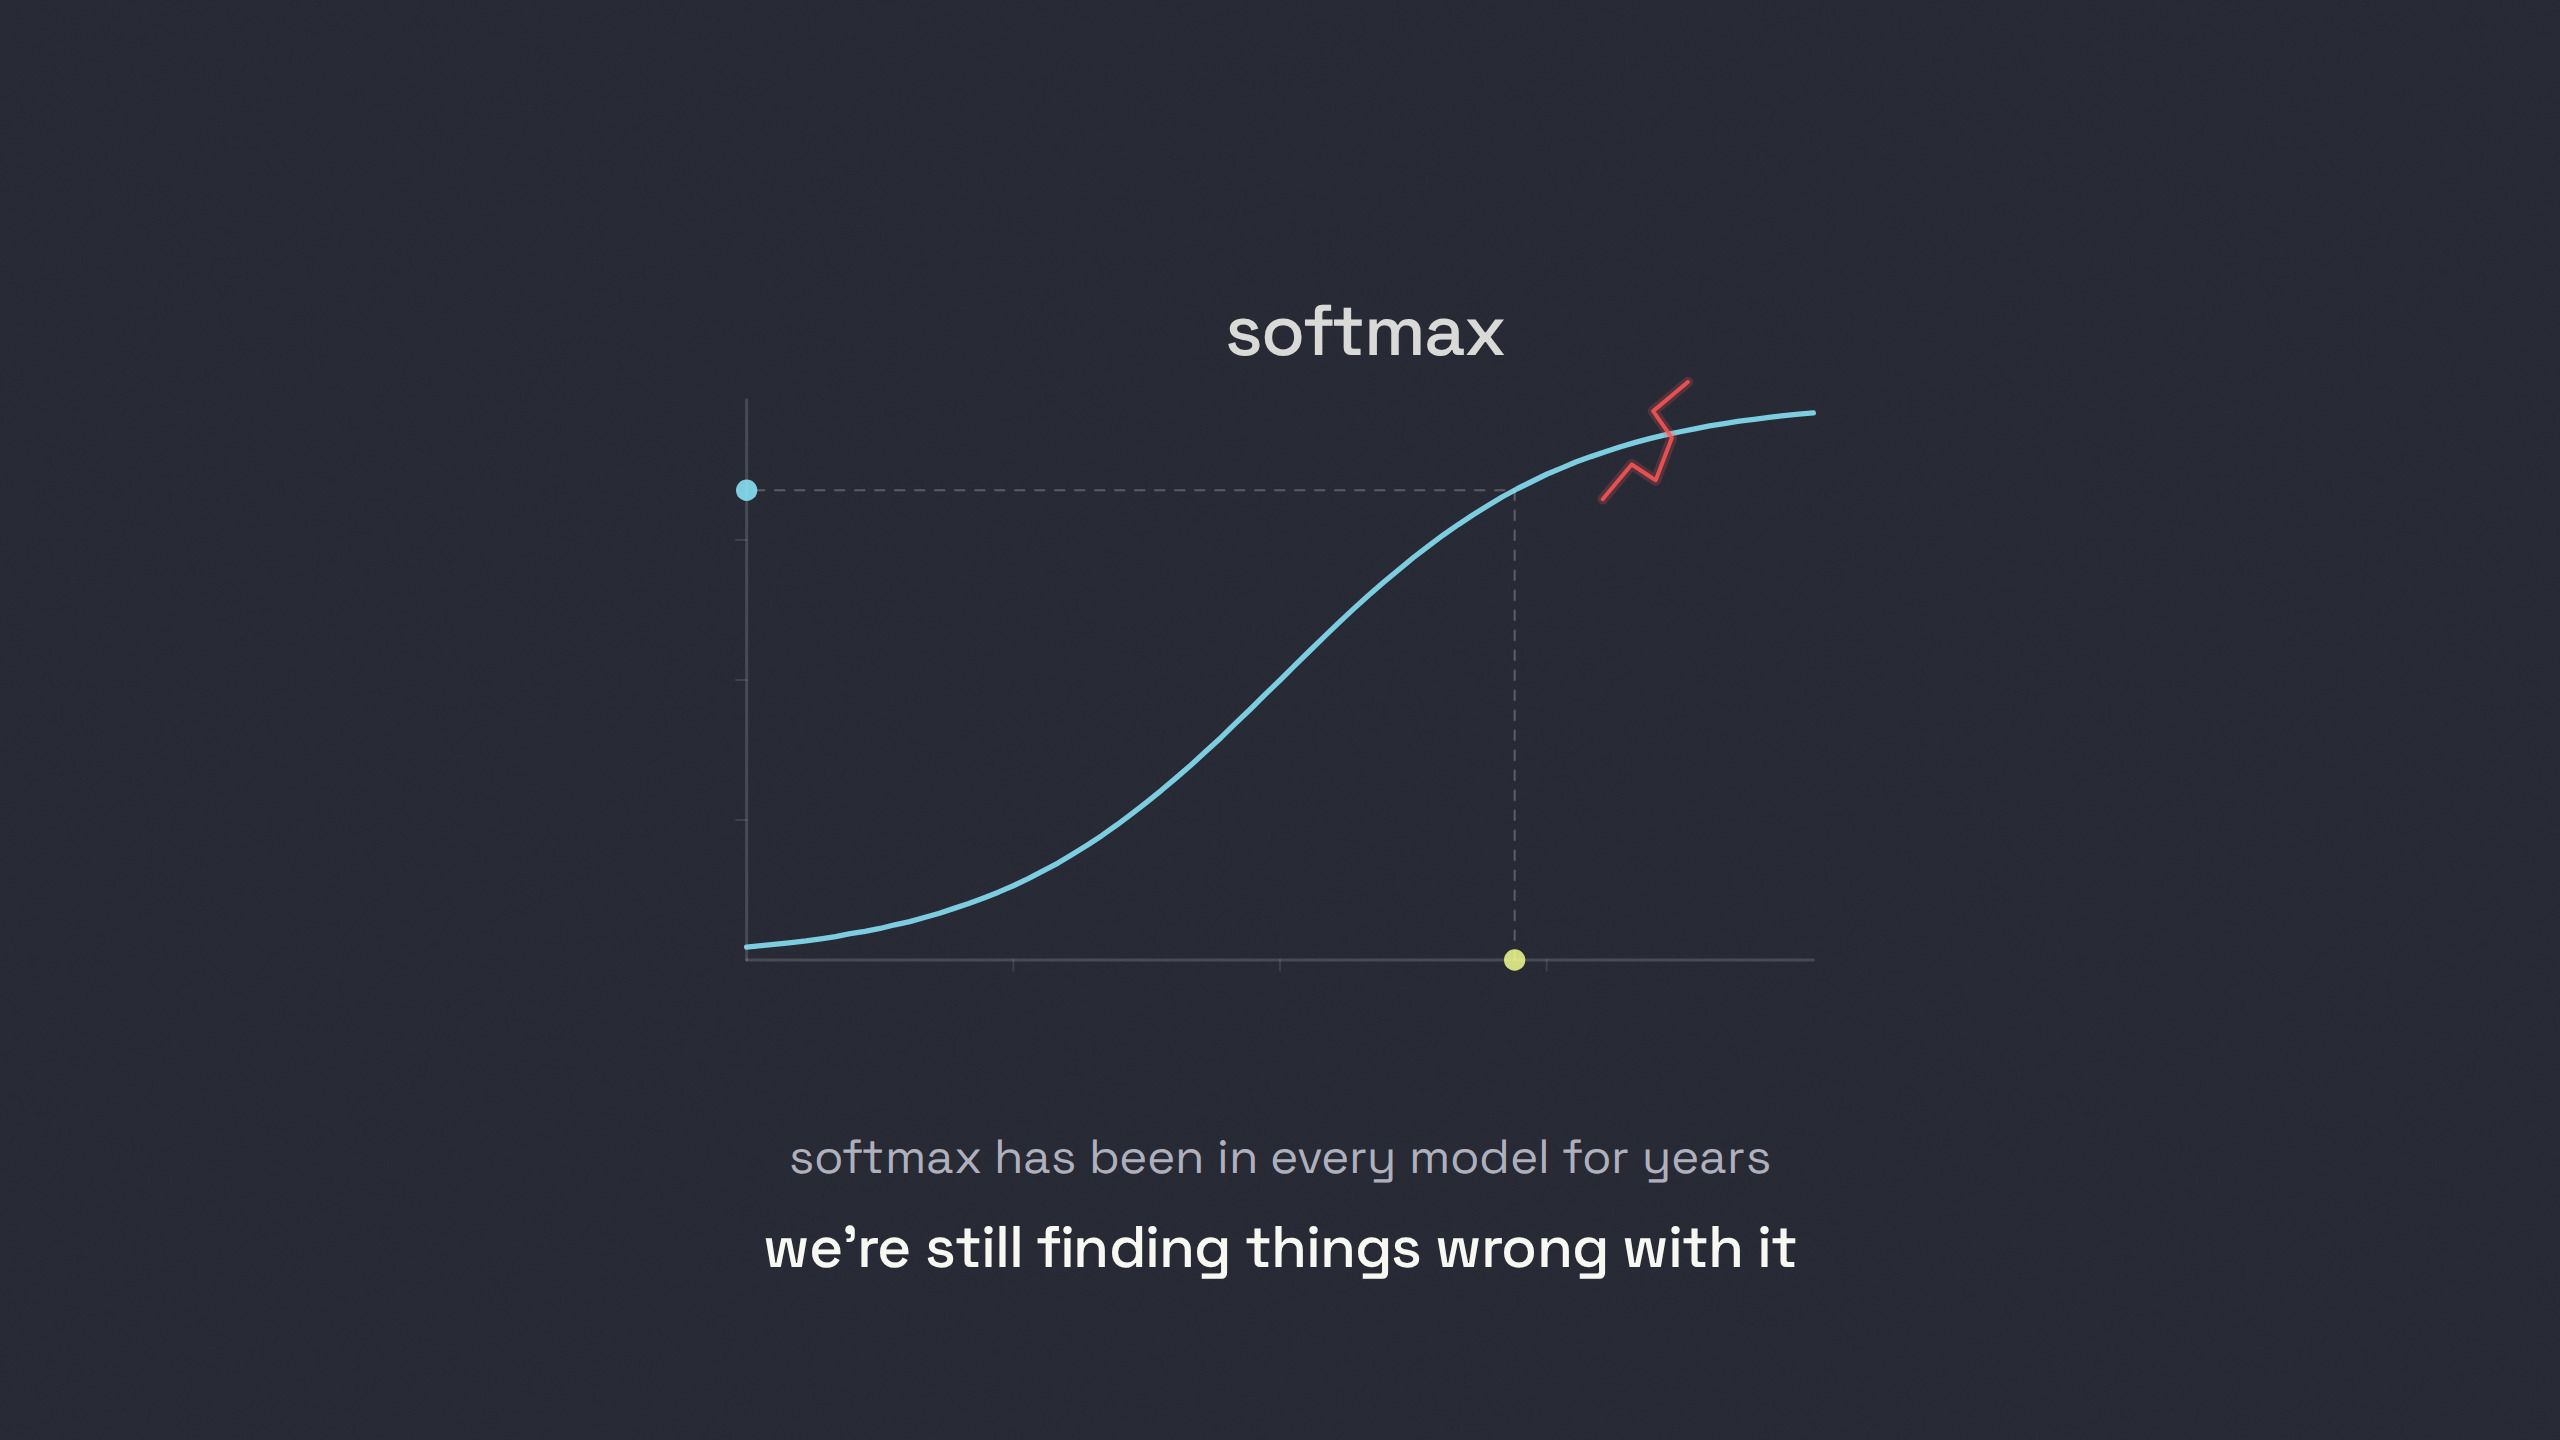 softmax
softmax has been in every model for years
we’re still finding things wrong with it